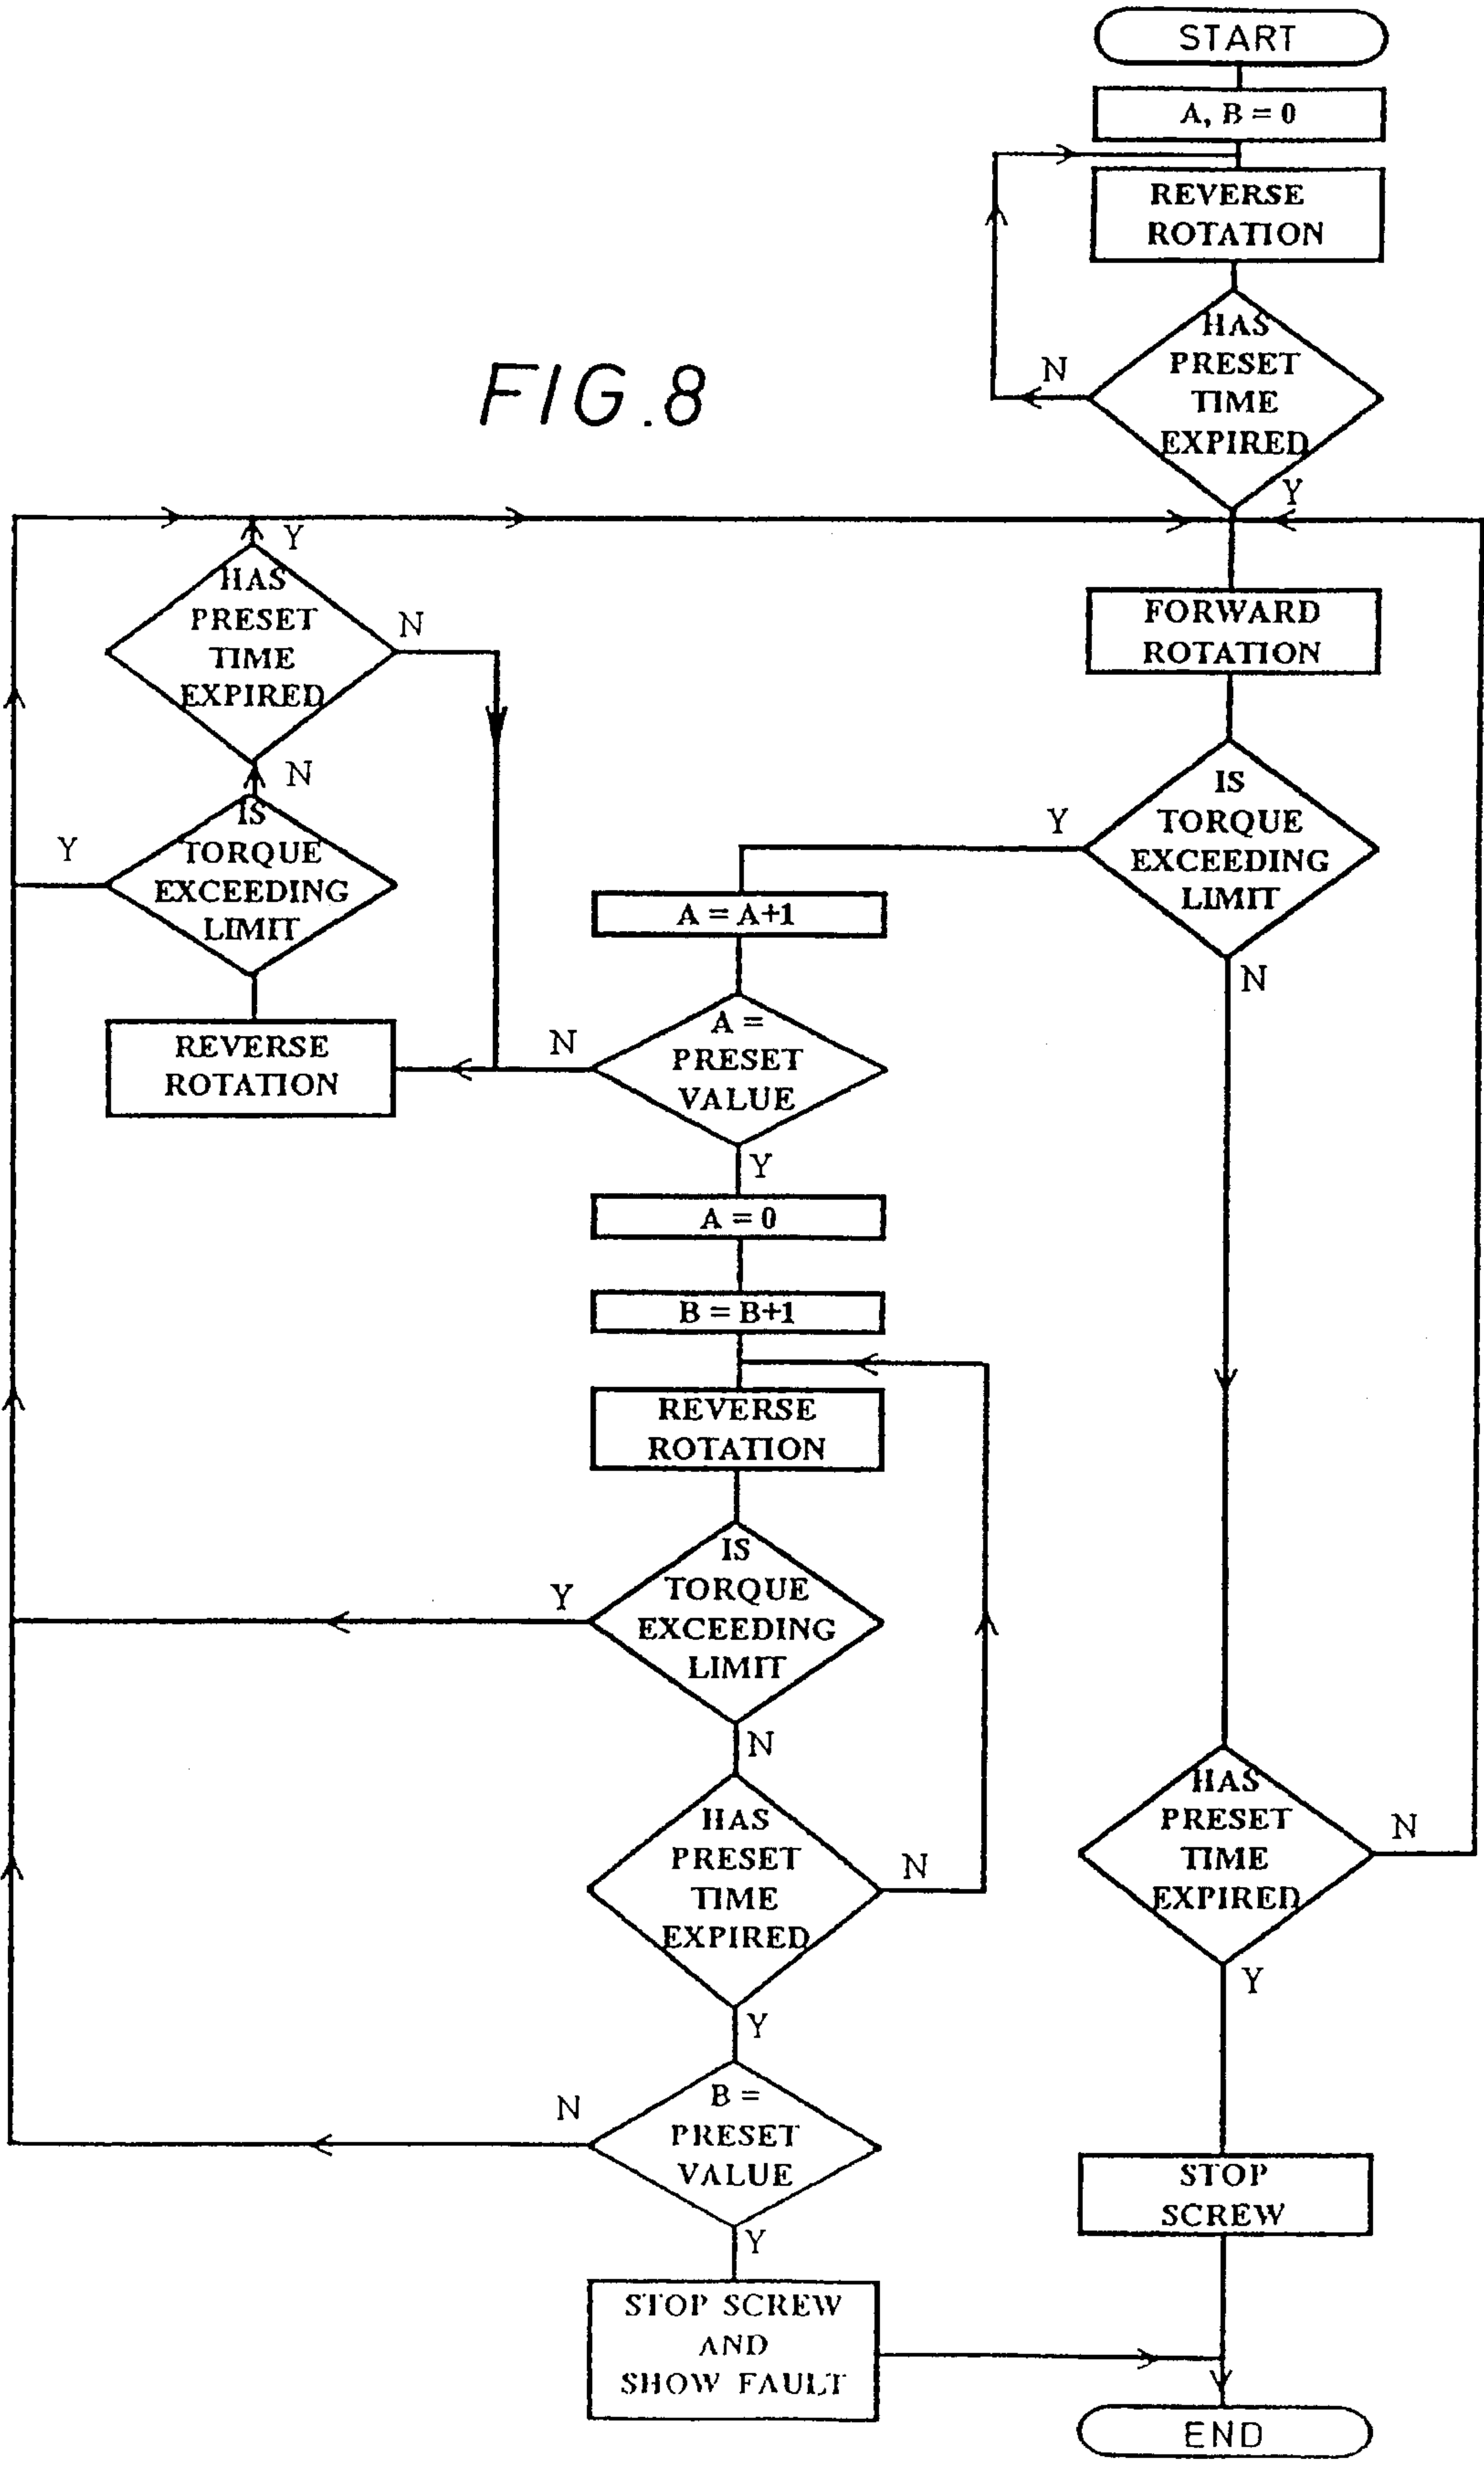 START
A, B = 0
REVERSE
ROTATION
HAS
PRESET
TIME
EXPIRED
N
Y
FIG.8
FORWARD
ROTATION
IS
TORQUE
EXCEEDING
LIMIT
Y
N
HAS
PRESET
TIME
EXPIRED
Y
N
IS
TORQUE
EXCEEDING
LIMIT
Y
N
REVERSE
ROTATION
A = A+1
A =
PRESET
VALUE
N
Y
A = 0
B = B+1
REVERSE
ROTATION
IS
TORQUE
EXCEEDING
LIMIT
Y
N
HAS
PRESET
TIME
EXPIRED
N
Y
B =
PRESET
VALUE
N
Y
STOP SCREW
AND
SHOW FAULT
HAS
PRESET
TIME
EXPIRED
N
Y
STOP
SCREW
END